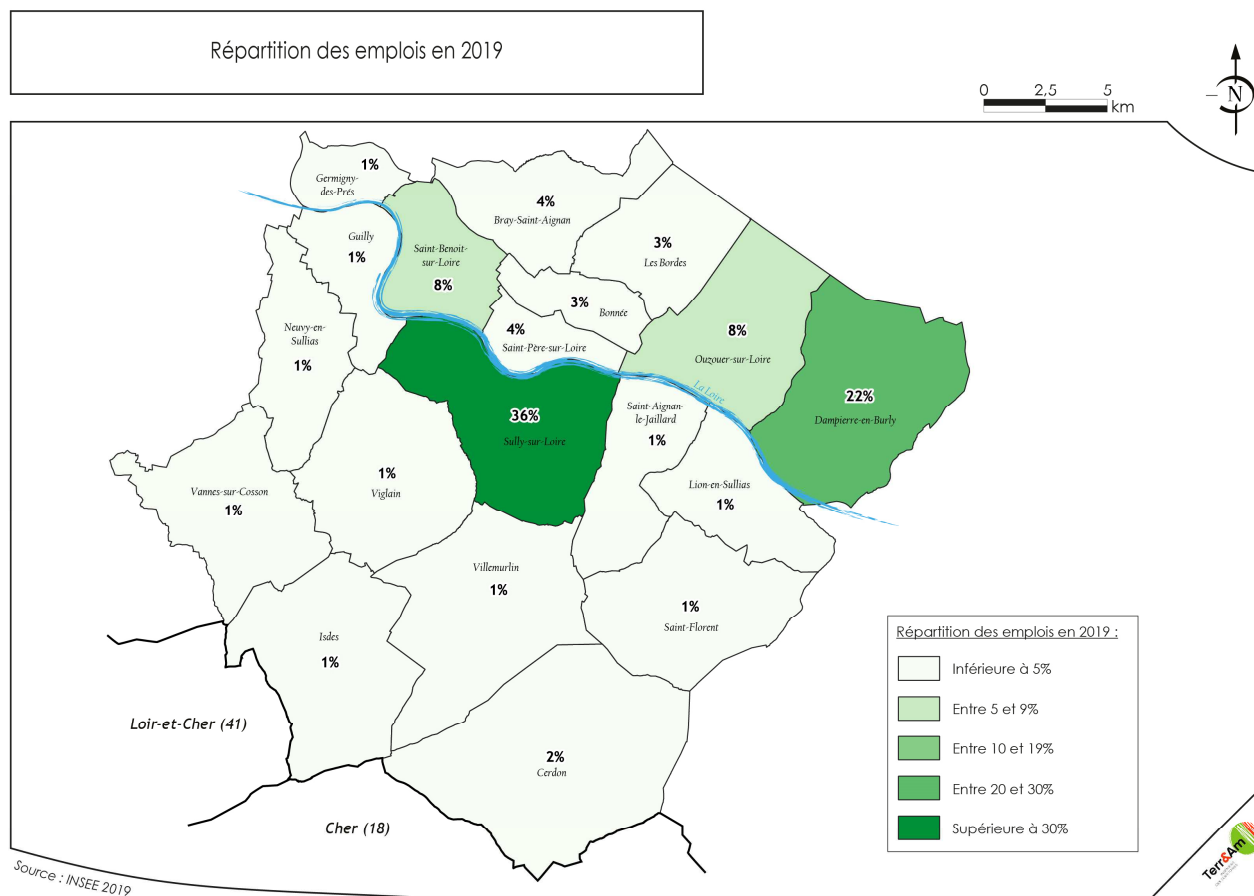 Répartition des emplois en 2019
0 2,5 5
km
N
1%
Germigny-
des-Prés
4%
Bray-Saint-Aignan
Guilly
1%
Saint-Benoit-
sur-Loire
8%
3%
Les Bordes
3%
Bonnée
Neuvy-en-
Sullias
1%
4%
Saint-Père-sur-Loire
8%
Ouzouer-sur-Loire
La Loire
22%
Dampierre-en-Burly
36%
Sully-sur-Loire
Saint-Aignan-
le-Jaillard
1%
1%
Viglain
Vannes-sur-Cosson
1%
Lion-en-Sullias
1%
Villemurlin
1%
1%
Saint-Florent
Isdes
1%
Loir-et-Cher (41)
2%
Cerdon
Cher (18)
Répartition des emplois en 2019 :
Inférieure à 5%
Entre 5 et 9%
Entre 10 et 19%
Entre 20 et 30%
Supérieure à 30%
Source : INSEE 2019
Terr&Am